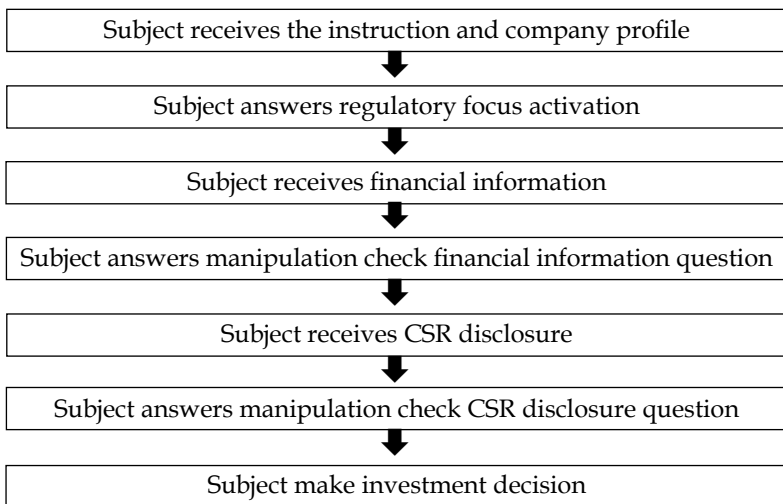 Subject receives the instruction and company profile
Subject answers regulatory focus activation
Subject receives financial information
Subject answers manipulation check financial information question
Subject receives CSR disclosure
Subject answers manipulation check CSR disclosure question
Subject make investment decision